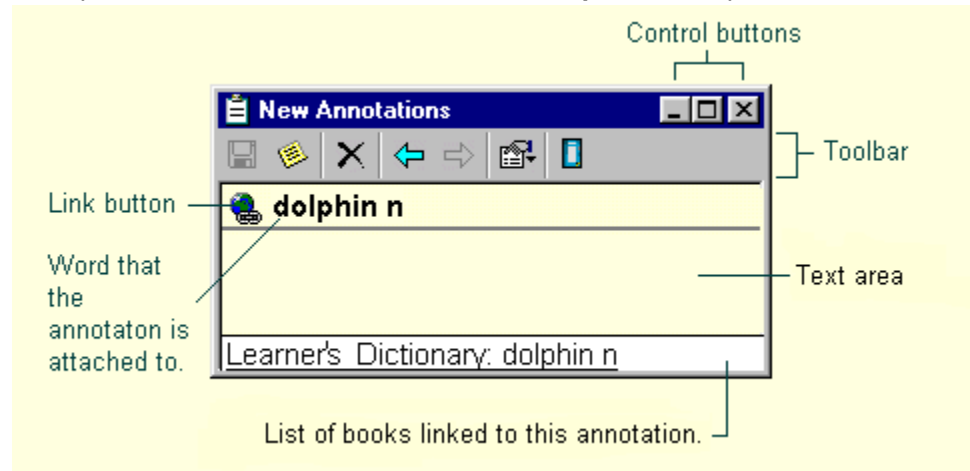 Control buttons
New Annotations
Toolbar
Link button
dolphin n
Word that
the
annotaton is
attached to.
Text area
Learner's Dictionary: dolphin n
List of books linked to this annotation.